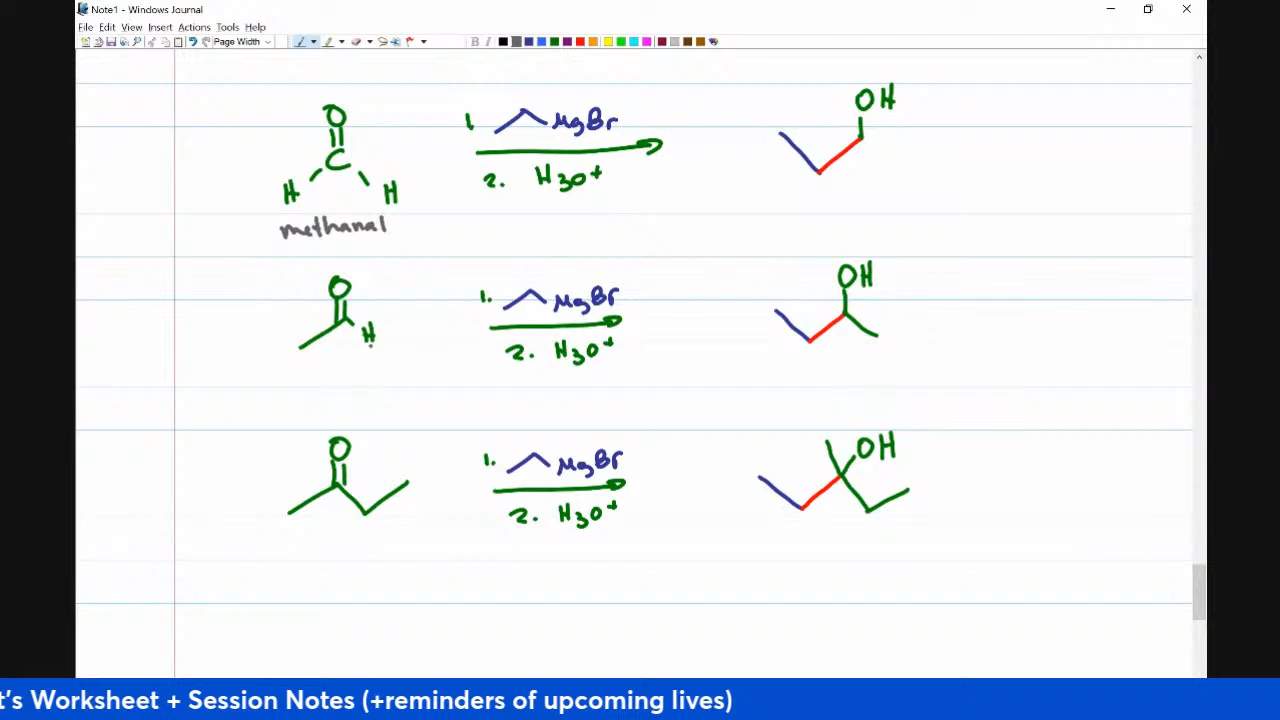 Note1 - Windows Journal
File Edit View Insert Actions Tools Help
Page Width B I
O
C
H H
methanal
1. MgBr
2. H3O+
OH
O
H
1. MgBr
2. H3O+
OH
O
1. MgBr
2. H3O+
OH
t's Worksheet + Session Notes (+reminders of upcoming lives)